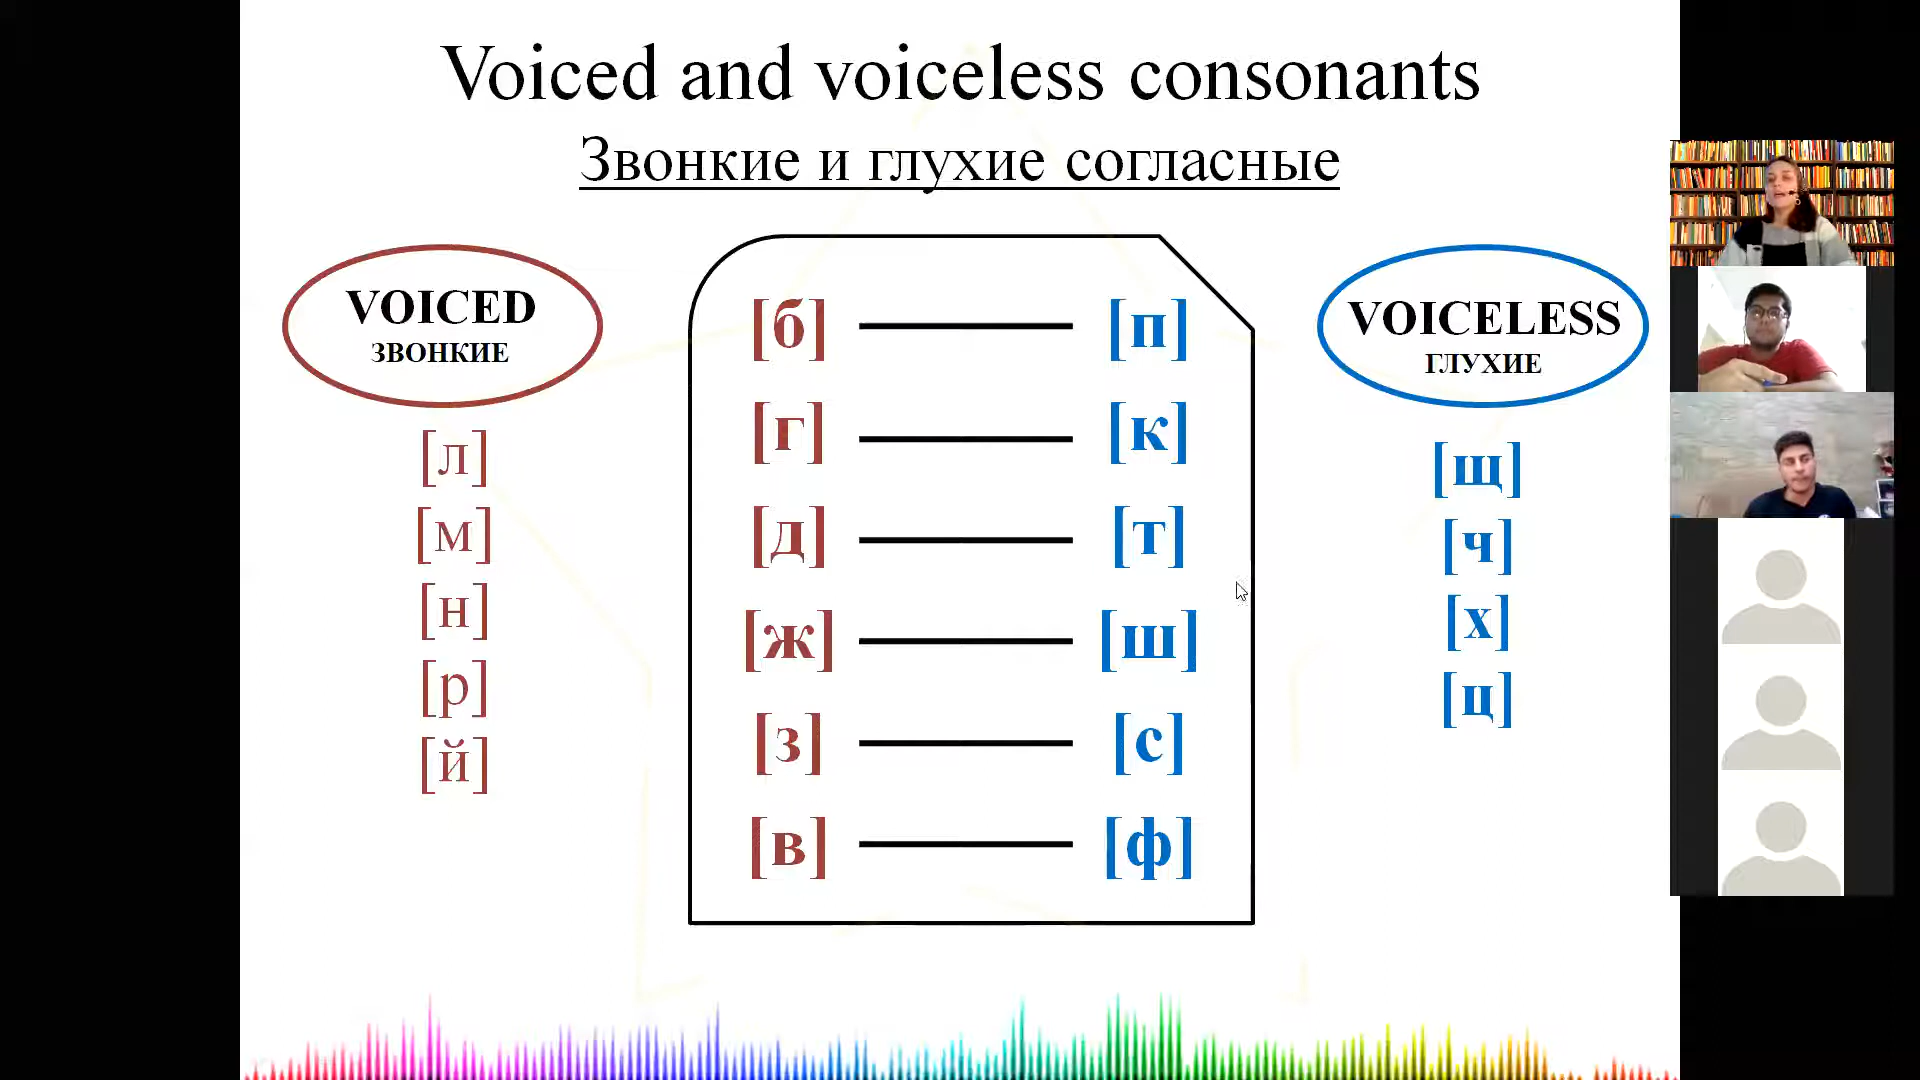 Voiced and voiceless consonants
Звонкие и глухие согласные
VOICED
ЗВОНКИЕ
[л]
[м]
[н]
[р]
[й]
[б] [п]
[г] [к]
[д] [т]
[ж] [ш]
[з] [с]
[в] [ф]
VOICELESS
ГЛУХИЕ
[щ]
[ч]
[х]
[ц]